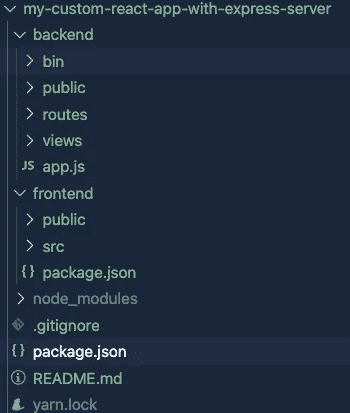 my-custom-react-app-with-express-server
backend
bin
public
routes
views
JS app.js
frontend
public
src
{} package.json
node_modules
.gitignore
{} package.json
README.md
yarn.lock